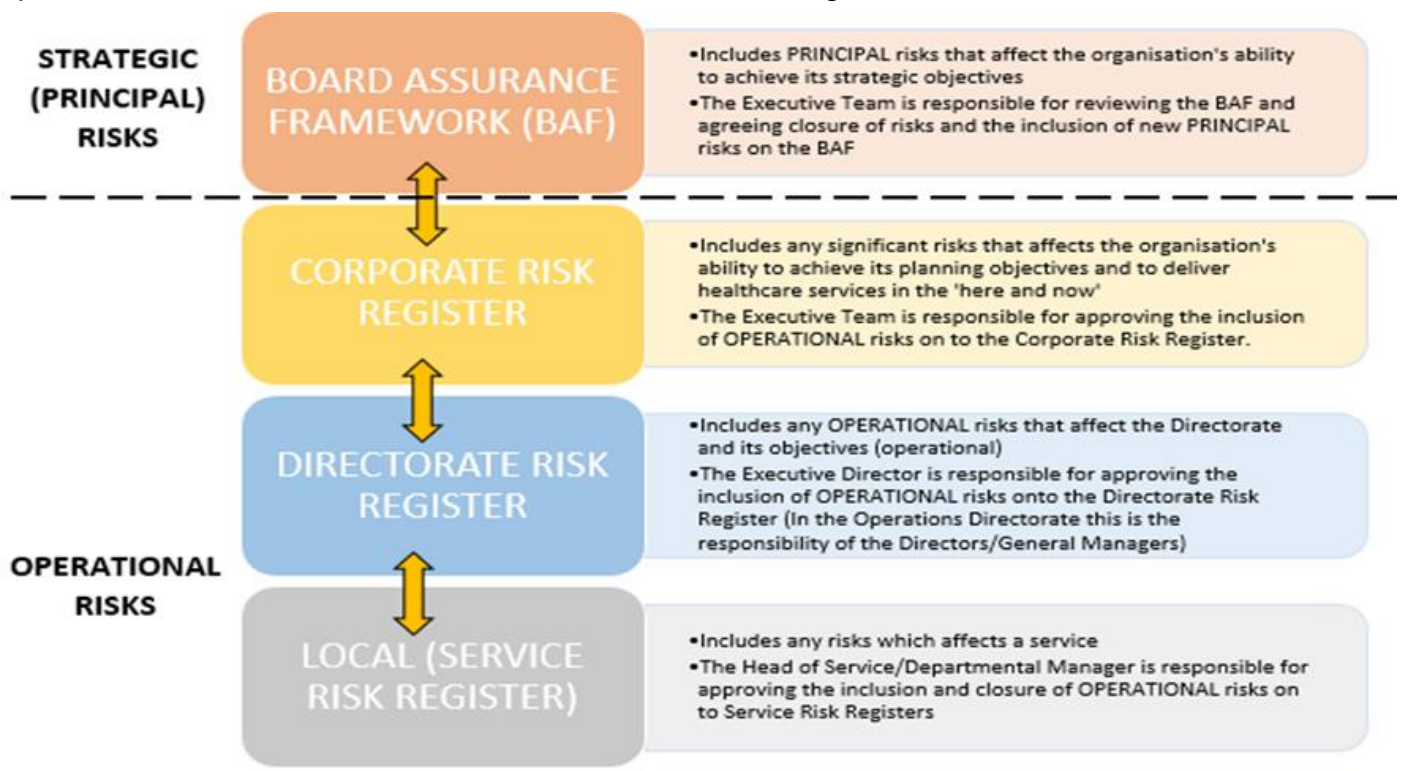 STRATEGIC
(PRINCIPAL)
RISKS
BOARD ASSURANCE
FRAMEWORK (BAF)
•Includes PRINCIPAL risks that affect the organisation's ability
to achieve its strategic objectives
•The Executive Team is responsible for reviewing the BAF and
agreeing closure of risks and the inclusion of new PRINCIPAL
risks on the BAF
CORPORATE RISK
REGISTER
•Includes any significant risks that affects the organisation's
ability to achieve its planning objectives and to deliver
healthcare services in the 'here and now'
•The Executive Team is responsible for approving the inclusion
of OPERATIONAL risks on to the Corporate Risk Register.
DIRECTORATE RISK
REGISTER
•Includes any OPERATIONAL risks that affect the Directorate
and its objectives (operational)
•The Executive Director is responsible for approving the
inclusion of OPERATIONAL risks onto the Directorate Risk
Register (In the Operations Directorate this is the
responsibility of the Directors/General Managers)
OPERATIONAL
RISKS
LOCAL (SERVICE
RISK REGISTER)
•Includes any risks which affects a service
•The Head of Service/Departmental Manager is responsible for
approving the inclusion and closure of OPERATIONAL risks on
to Service Risk Registers